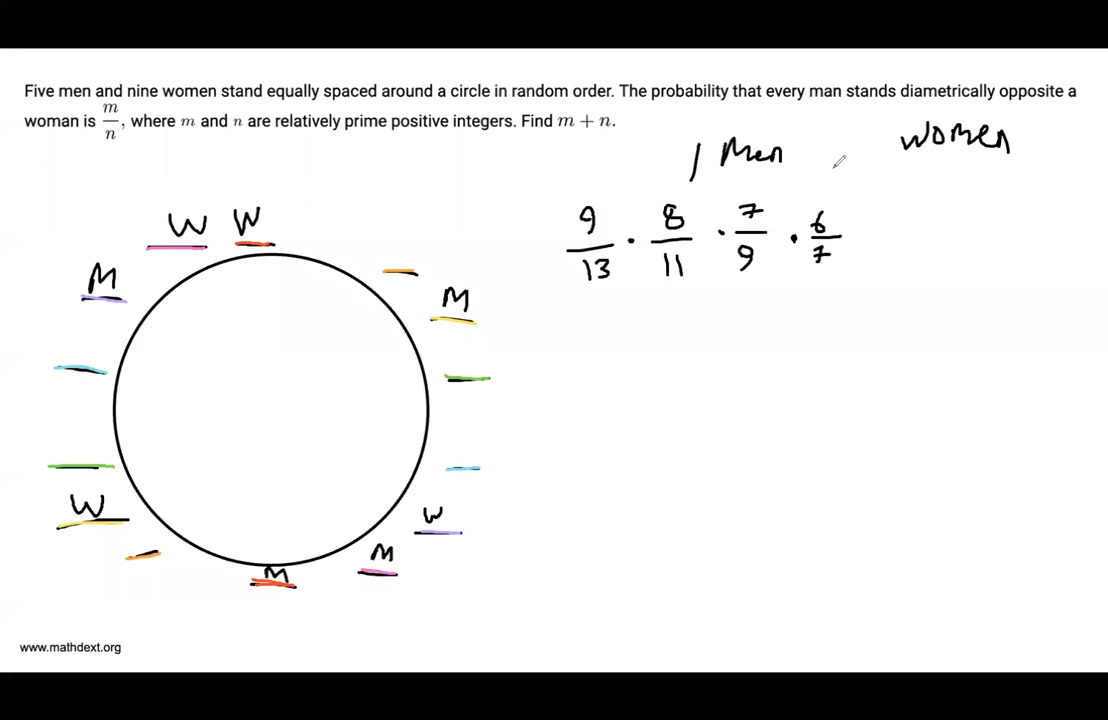 Five men and nine women stand equally spaced around a circle in random order. The probability that every man stands diametrically opposite a
woman is m/n, where m and n are relatively prime positive integers. Find m + n.
1 Men women
9/13 · 8/11 · 7/9 · 6/7
W W
M
M
W
W
M
M
www.mathdext.org